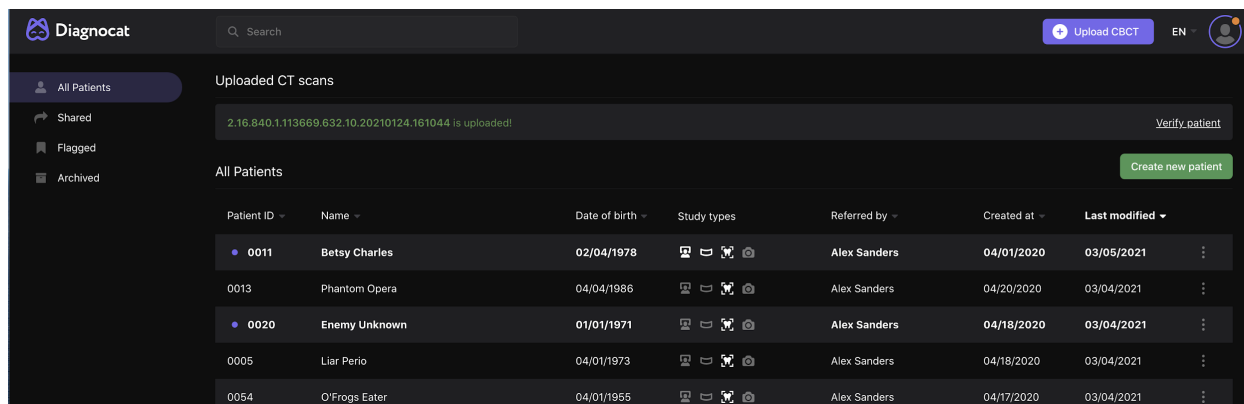 Diagnocat
Search
Upload CBCT
EN
All Patients
Shared
Flagged
Archived
Uploaded CT scans
2.16.840.1.113669.632.10.20210124.161044 is uploaded!
Verify patient
All Patients
Create new patient
Patient ID Name Date of birth Study types Referred by Created at Last modified
0011 Betsy Charles 02/04/1978 Alex Sanders 04/01/2020 03/05/2021
0013 Phantom Opera 04/04/1986 Alex Sanders 04/20/2020 03/04/2021
0020 Enemy Unknown 01/01/1971 Alex Sanders 04/18/2020 03/04/2021
0005 Liar Perio 04/01/1973 Alex Sanders 04/18/2020 03/04/2021
0054 O'Frogs Eater 04/01/1955 Alex Sanders 04/17/2020 03/04/2021